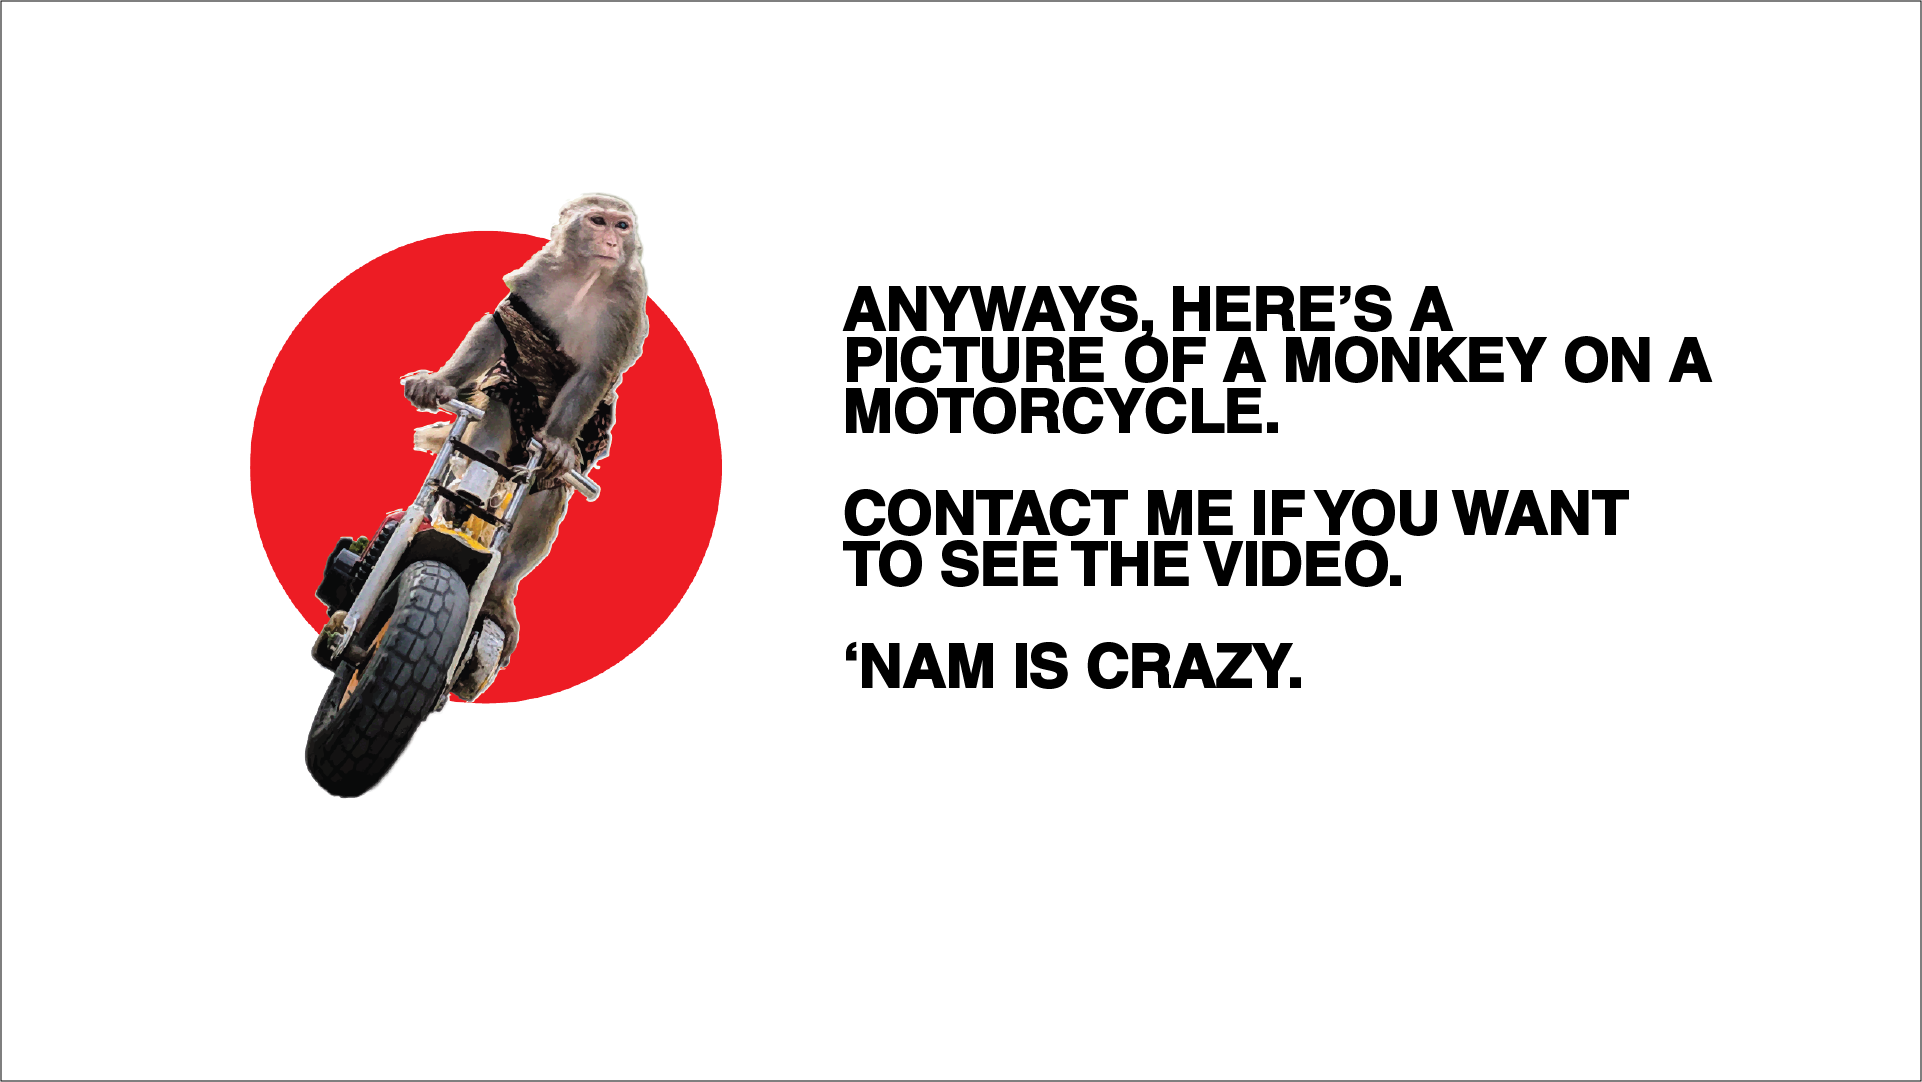 ANYWAYS, HERE’S A
PICTURE OF A MONKEY ON A
MOTORCYCLE.
CONTACT ME IF YOU WANT
TO SEE THE VIDEO.
‘NAM IS CRAZY.